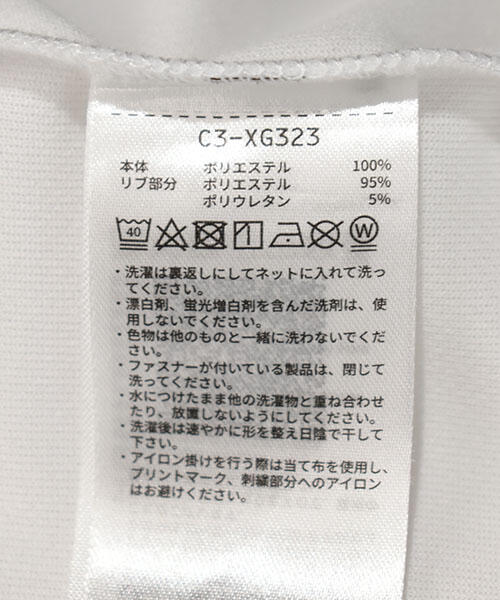 C3-XG323
本体 ポリエステル 100%
リブ部分 ポリエステル 95%
ポリウレタン 5%
40 W
・洗濯は裏返しにしてネットに入れて洗っ
てください。
・漂白剤、蛍光増白剤を含んだ洗剤は、使
用しないでください。
・色物は他のものと一緒に洗わないでくだ
さい。
・ファスナーが付いている製品は、閉じて
洗ってください。
・水につけたまま他の洗濯物と重ね合わせ
たり、放置しないようにしてください。
・洗濯後は速やかに形を整え日陰で干して
下さい。
・アイロン掛けを行う際は当て布を使用し、
プリントマーク、刺繍部分へのアイロン
はお避けください。